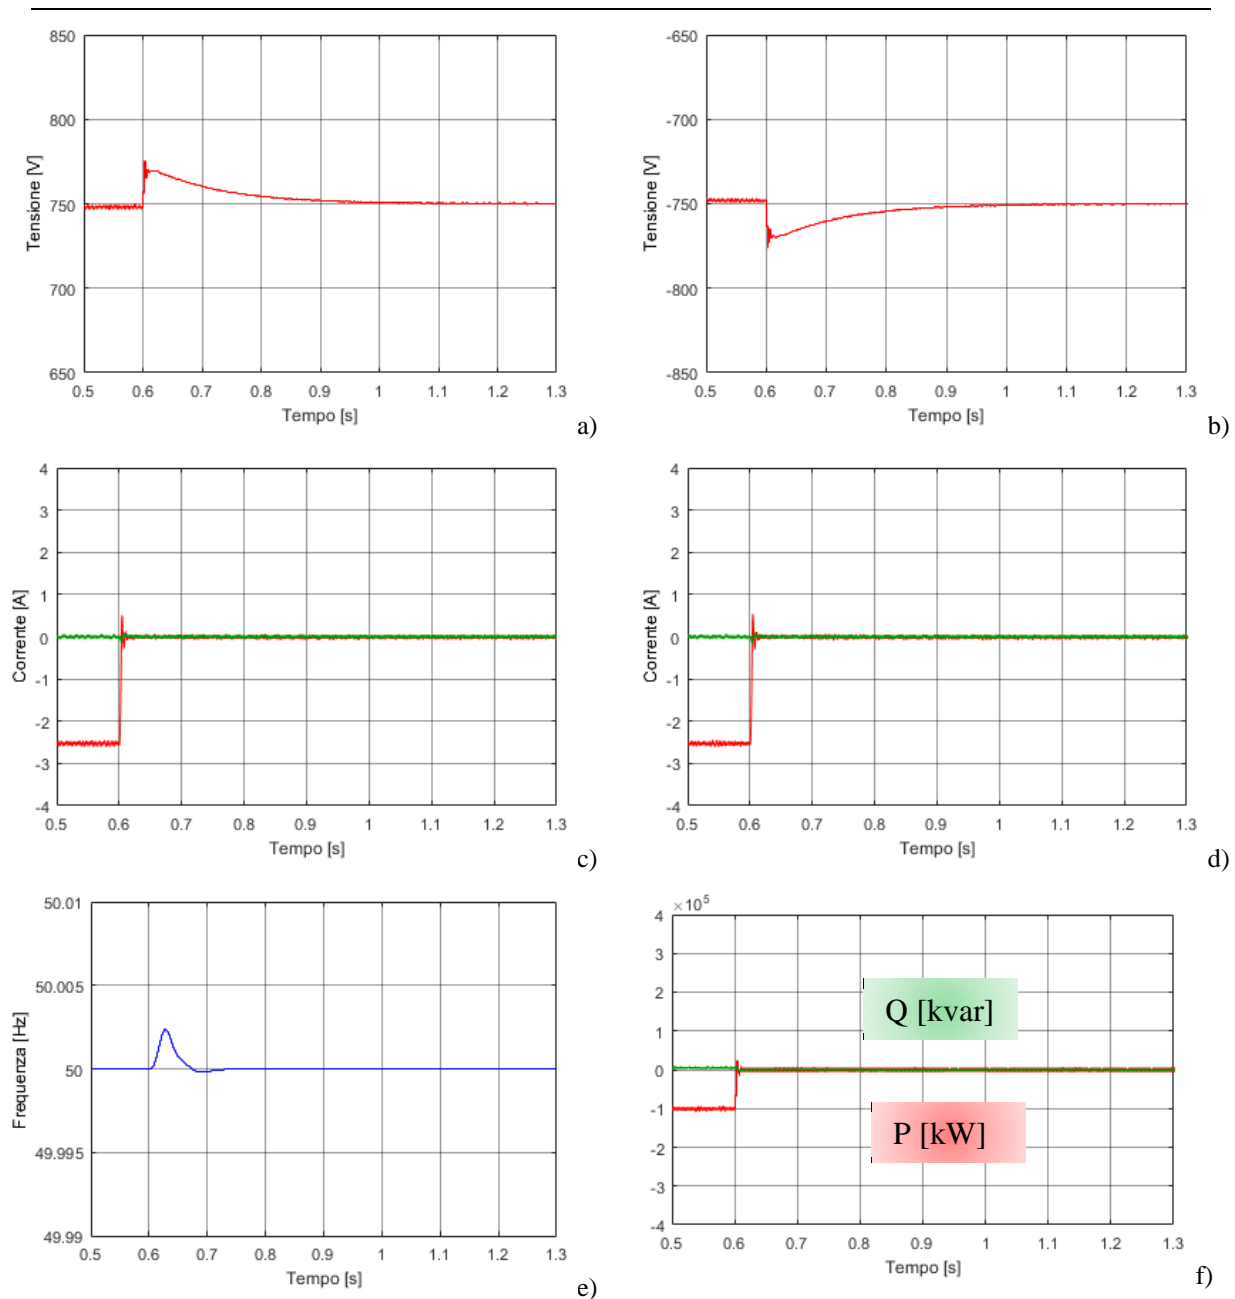 850
800
750
700
650
Tensione [V]
0.5 0.6 0.7 0.8 0.9 1 1.1 1.2 1.3
Tempo [s]
a)
-650
-700
-750
-800
-850
Tensione [V]
0.5 0.6 0.7 0.8 0.9 1 1.1 1.2 1.3
Tempo [s]
b)
4
3
2
1
0
-1
-2
-3
-4
Corrente [A]
0.5 0.6 0.7 0.8 0.9 1 1.1 1.2 1.3
Tempo [s]
c)
4
3
2
1
0
-1
-2
-3
-4
Corrente [A]
0.5 0.6 0.7 0.8 0.9 1 1.1 1.2 1.3
Tempo [s]
d)
50.01
50.005
50
49.995
49.99
Frequenza [Hz]
0.5 0.6 0.7 0.8 0.9 1 1.1 1.2 1.3
Tempo [s]
e)
×10⁵
4
3
2
1
0
-1
-2
-3
-4
Q [kvar]
P [kW]
0.5 0.6 0.7 0.8 0.9 1 1.1 1.2 1.3
Tempo [s]
f)